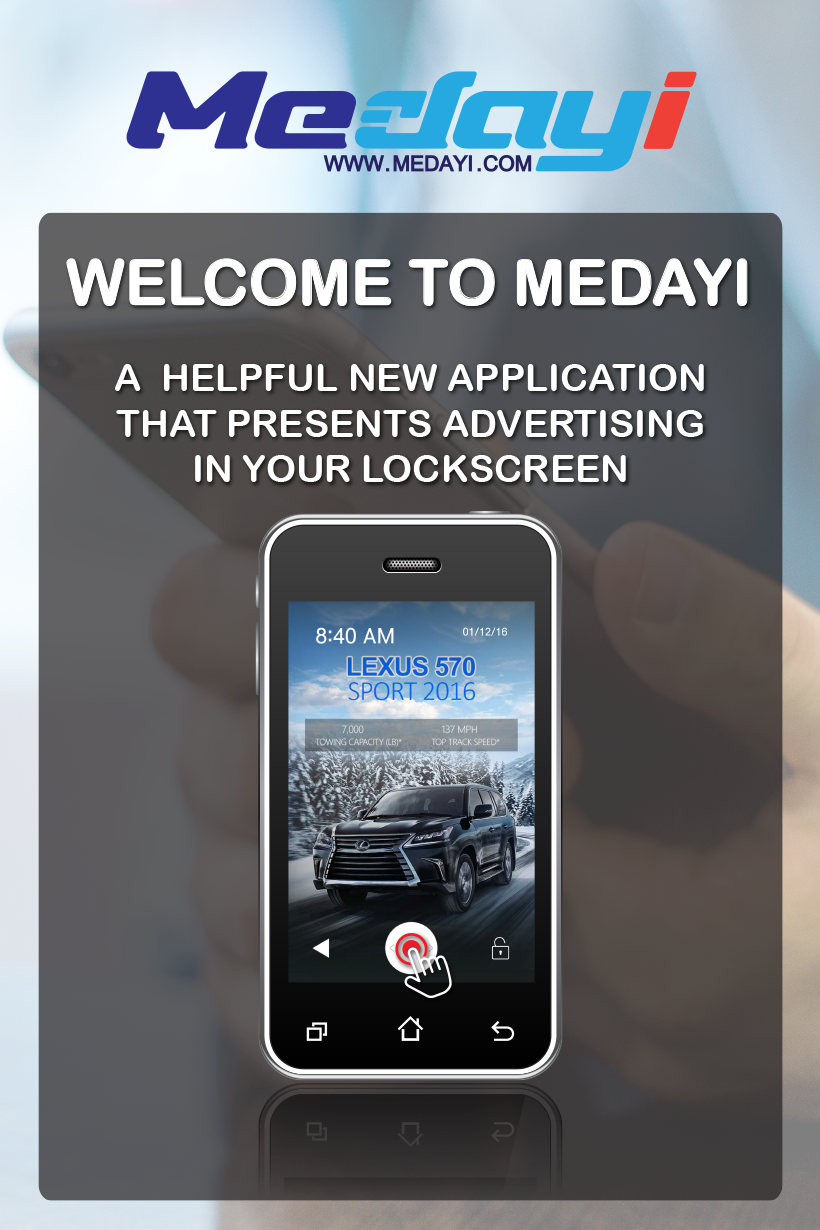 Medayi
WWW.MEDAYI.COM
WELCOME TO MEDAYI
A HELPFUL NEW APPLICATION
THAT PRESENTS ADVERTISING
IN YOUR LOCKSCREEN
8:40 AM 01/12/16
LEXUS 570
SPORT 2016
7,000 137 MPH
TOWING CAPACITY (LB)* TOP TRACK SPEED*